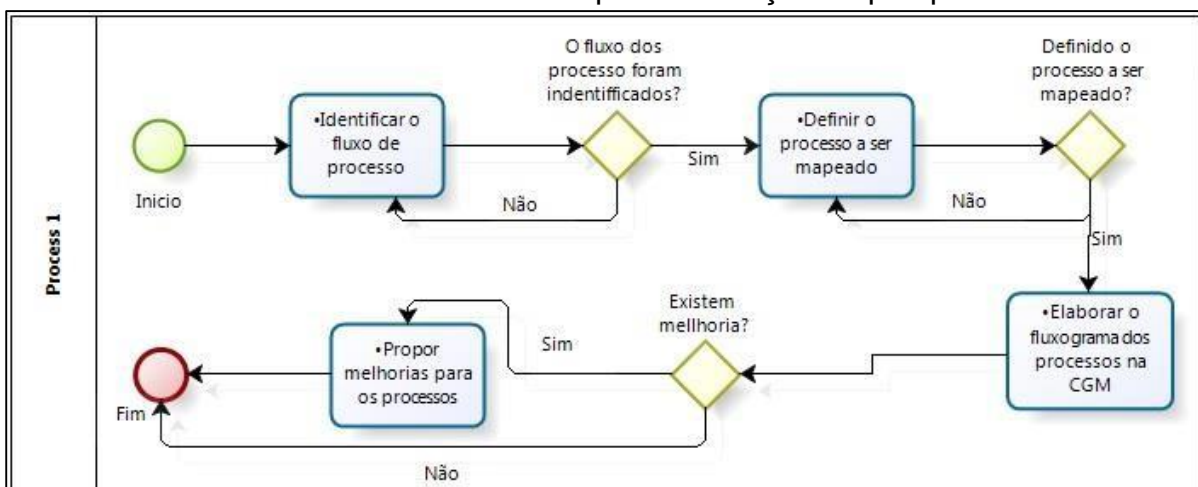 O fluxo dos
processo foram
indentifficados?
Definido o
processo a ser
mapeado?
•Identificar o
fluxo de
processo
•Definir o
processo a ser
mapeado
Sim
Inicio
Não
Não
Sim
Process 1
Existem
mellhoria?
•Elaborar o
fluxograma dos
processos na
CGM
Sim
•Propor
melhorias para
os processos
Fim
Não